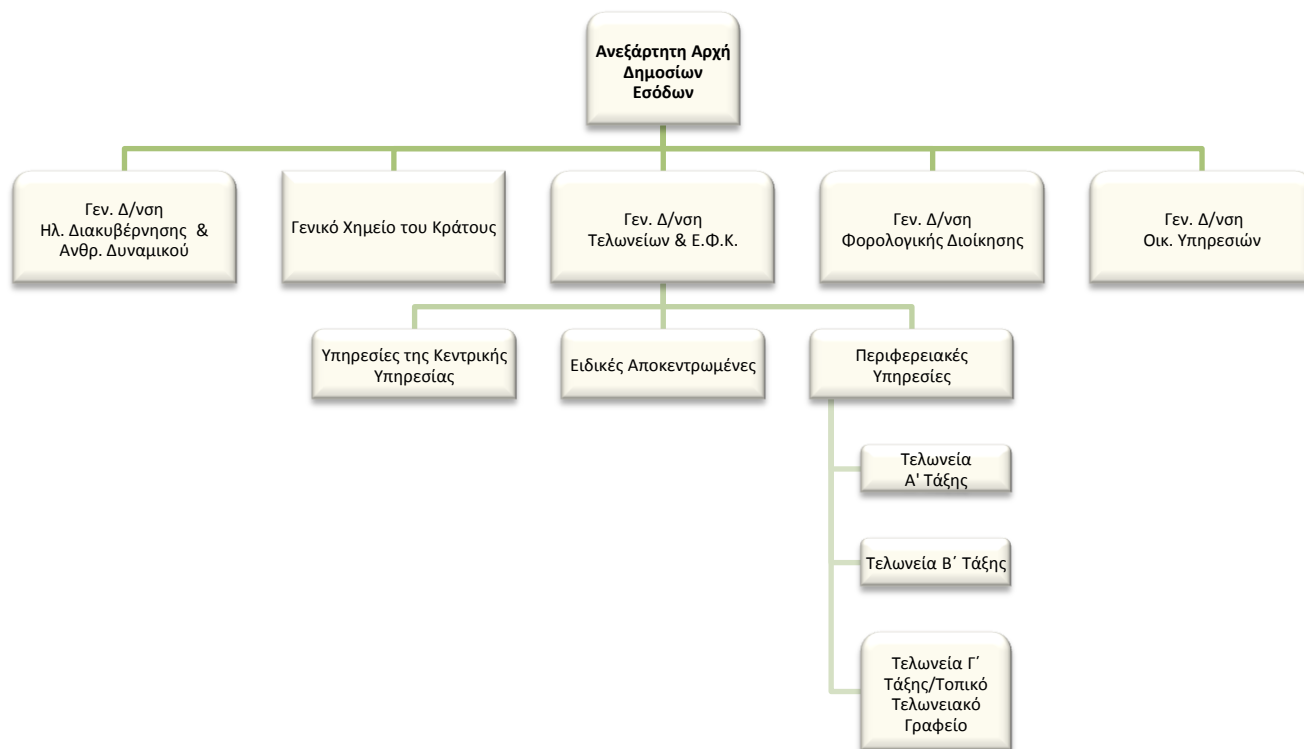 Ανεξάρτητη Αρχή
Δημοσίων
Εσόδων
Γεν. Δ/νση
Ηλ. Διακυβέρνησης &
Ανθρ. Δυναμικού
Γενικό Χημείο του Κράτους
Γεν. Δ/νση
Τελωνείων & Ε.Φ.Κ.
Γεν. Δ/νση
Φορολογικής Διοίκησης
Γεν. Δ/νση
Οικ. Υπηρεσιών
Υπηρεσίες της Κεντρικής
Υπηρεσίας
Ειδικές Αποκεντρωμένες
Περιφερειακές
Υπηρεσίες
Τελωνεία
Α' Τάξης
Τελωνεία Β΄ Τάξης
Τελωνεία Γ΄
Τάξης/Τοπικό
Τελωνειακό
Γραφείο